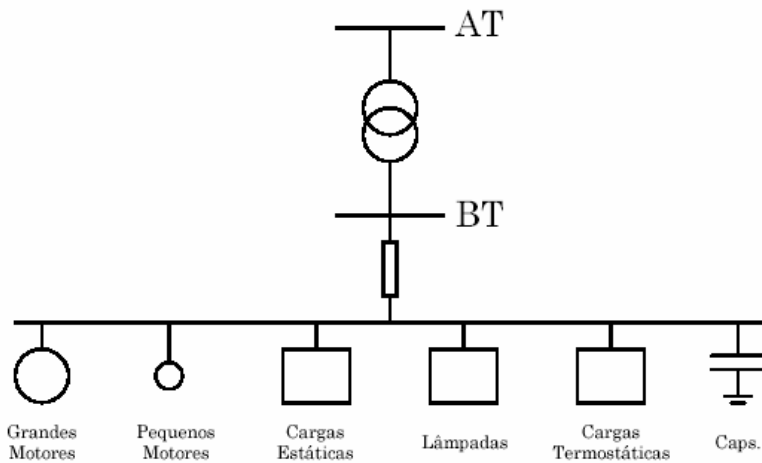 AT
BT
Grandes
Motores
Pequenos
Motores
Cargas
Estáticas
Lâmpadas
Cargas
Termostáticas
Caps.